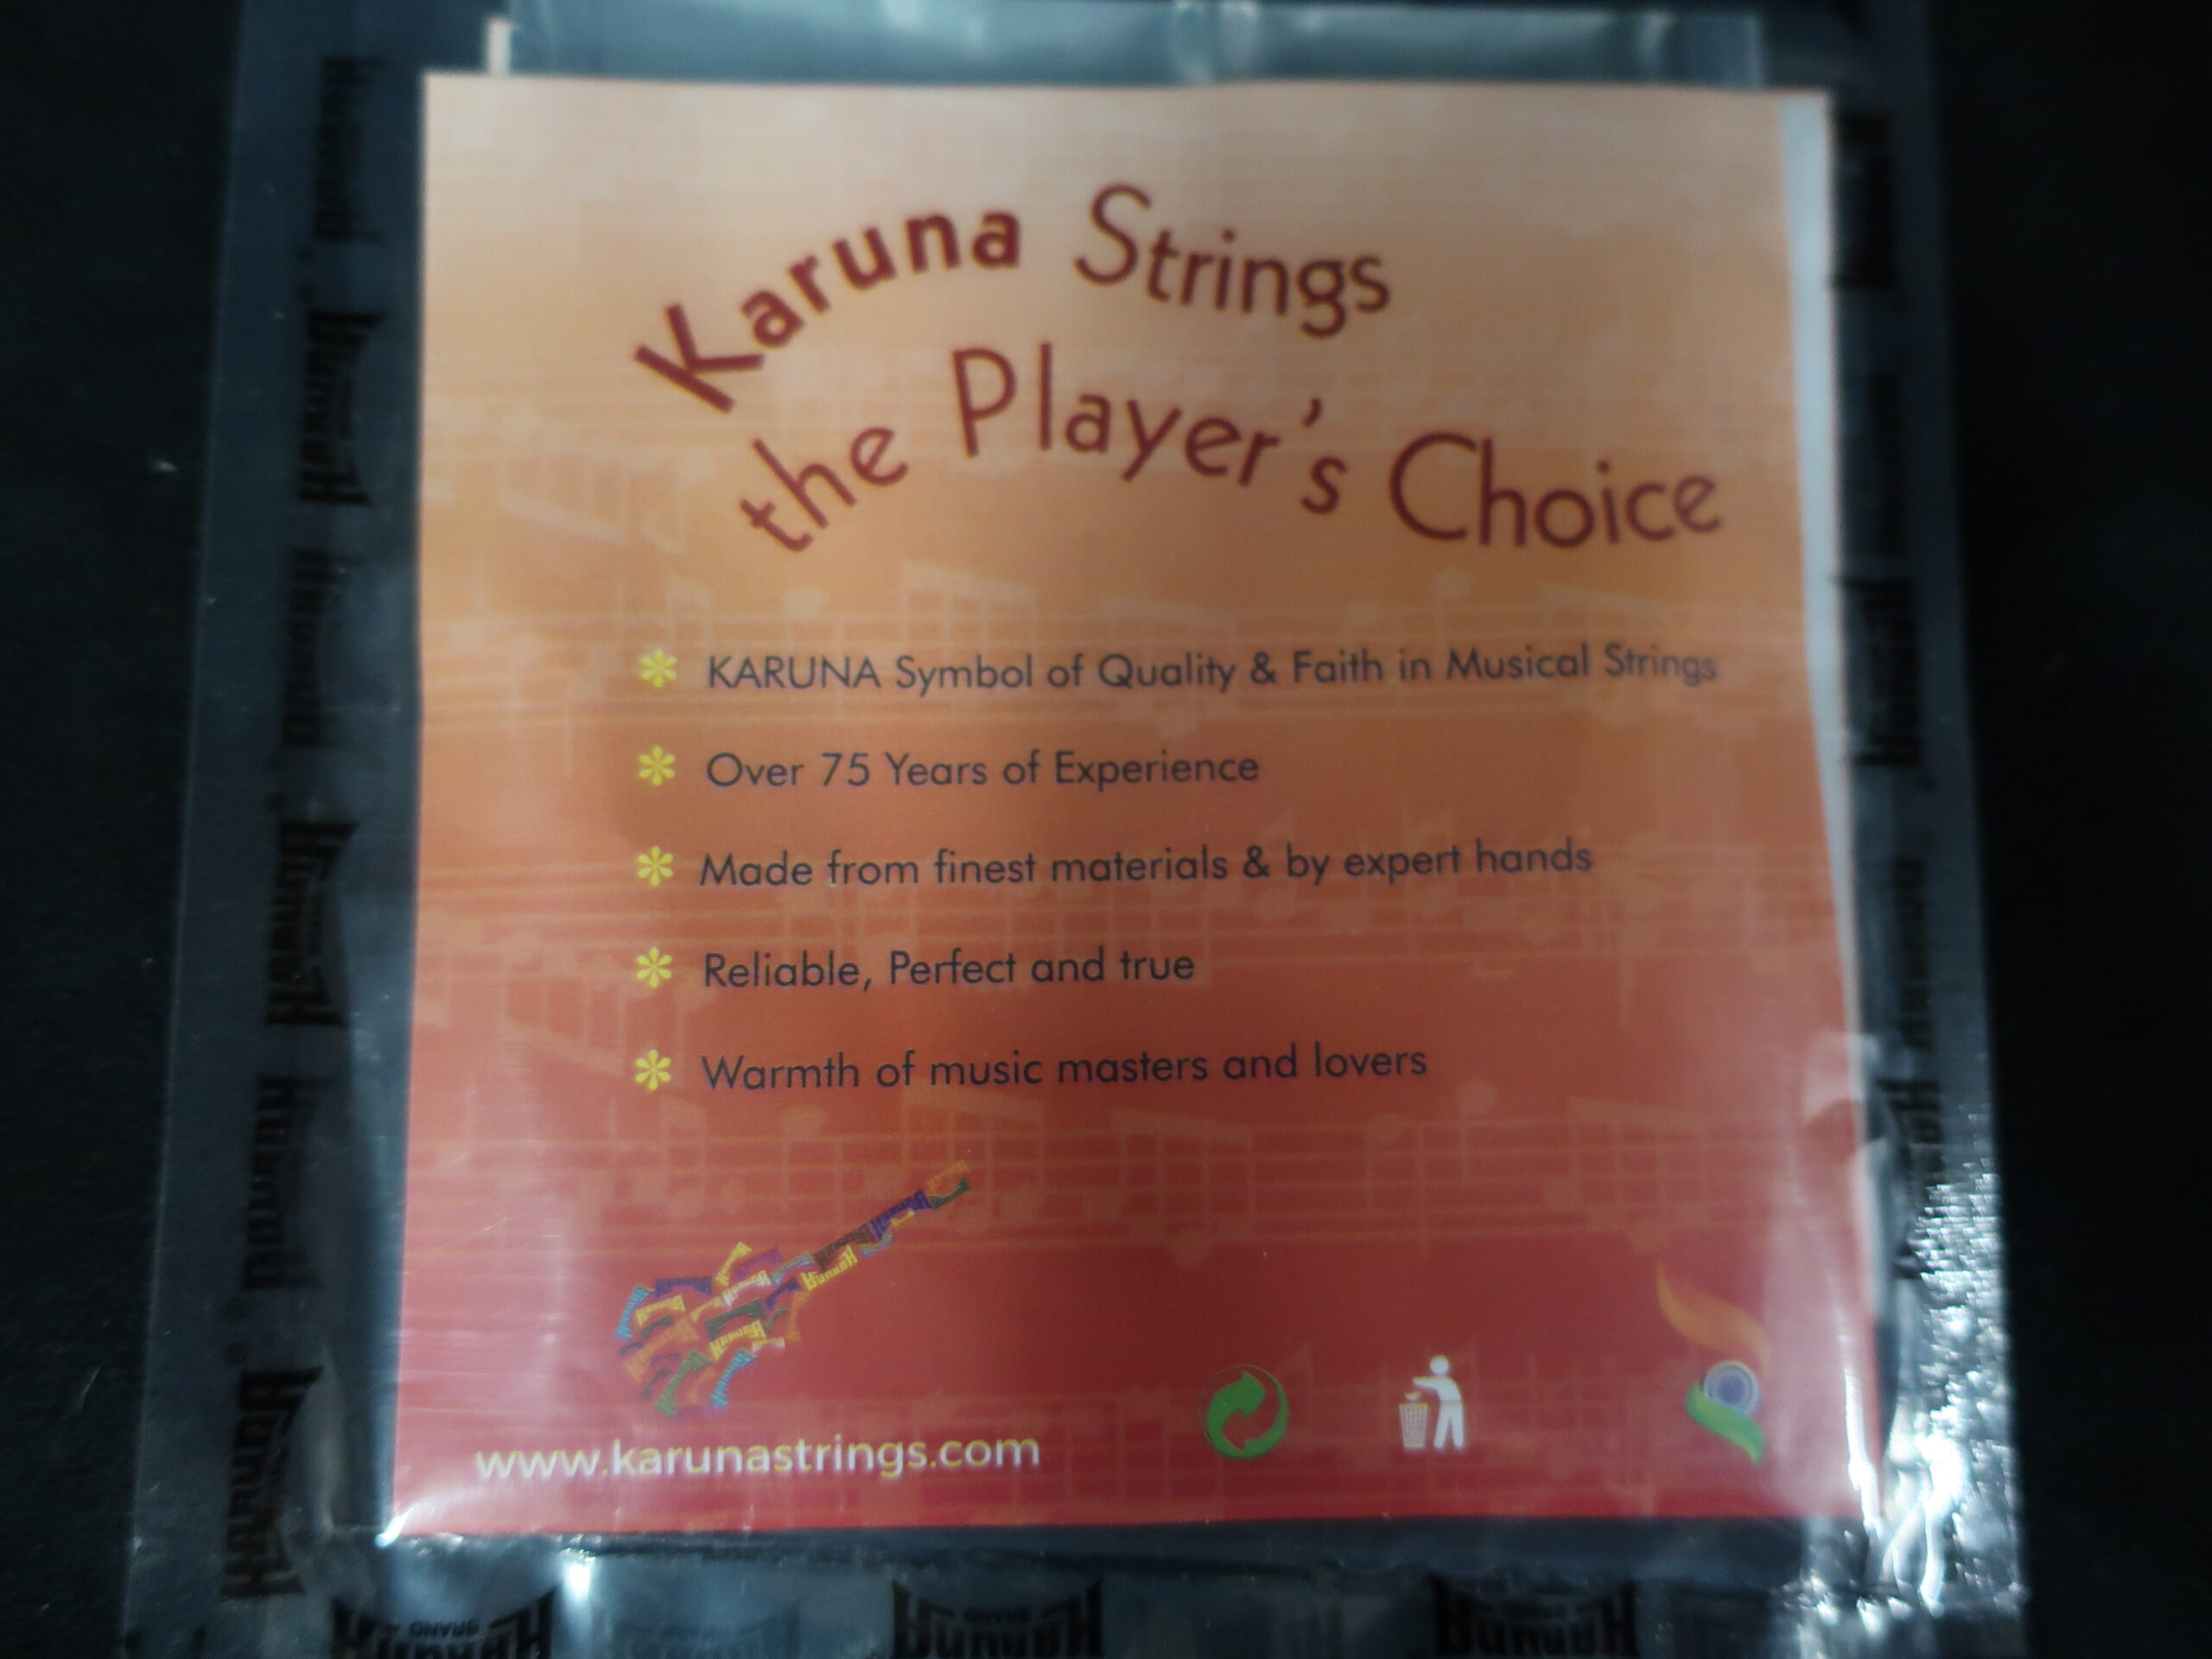 Karuna Strings
the Player's Choice
KARUNA Symbol of Quality & Faith in Musical Strings
Over 75 Years of Experience
Made from finest materials & by expert hands
Reliable, Perfect and true
Warmth of music masters and lovers
www.karunastrings.com